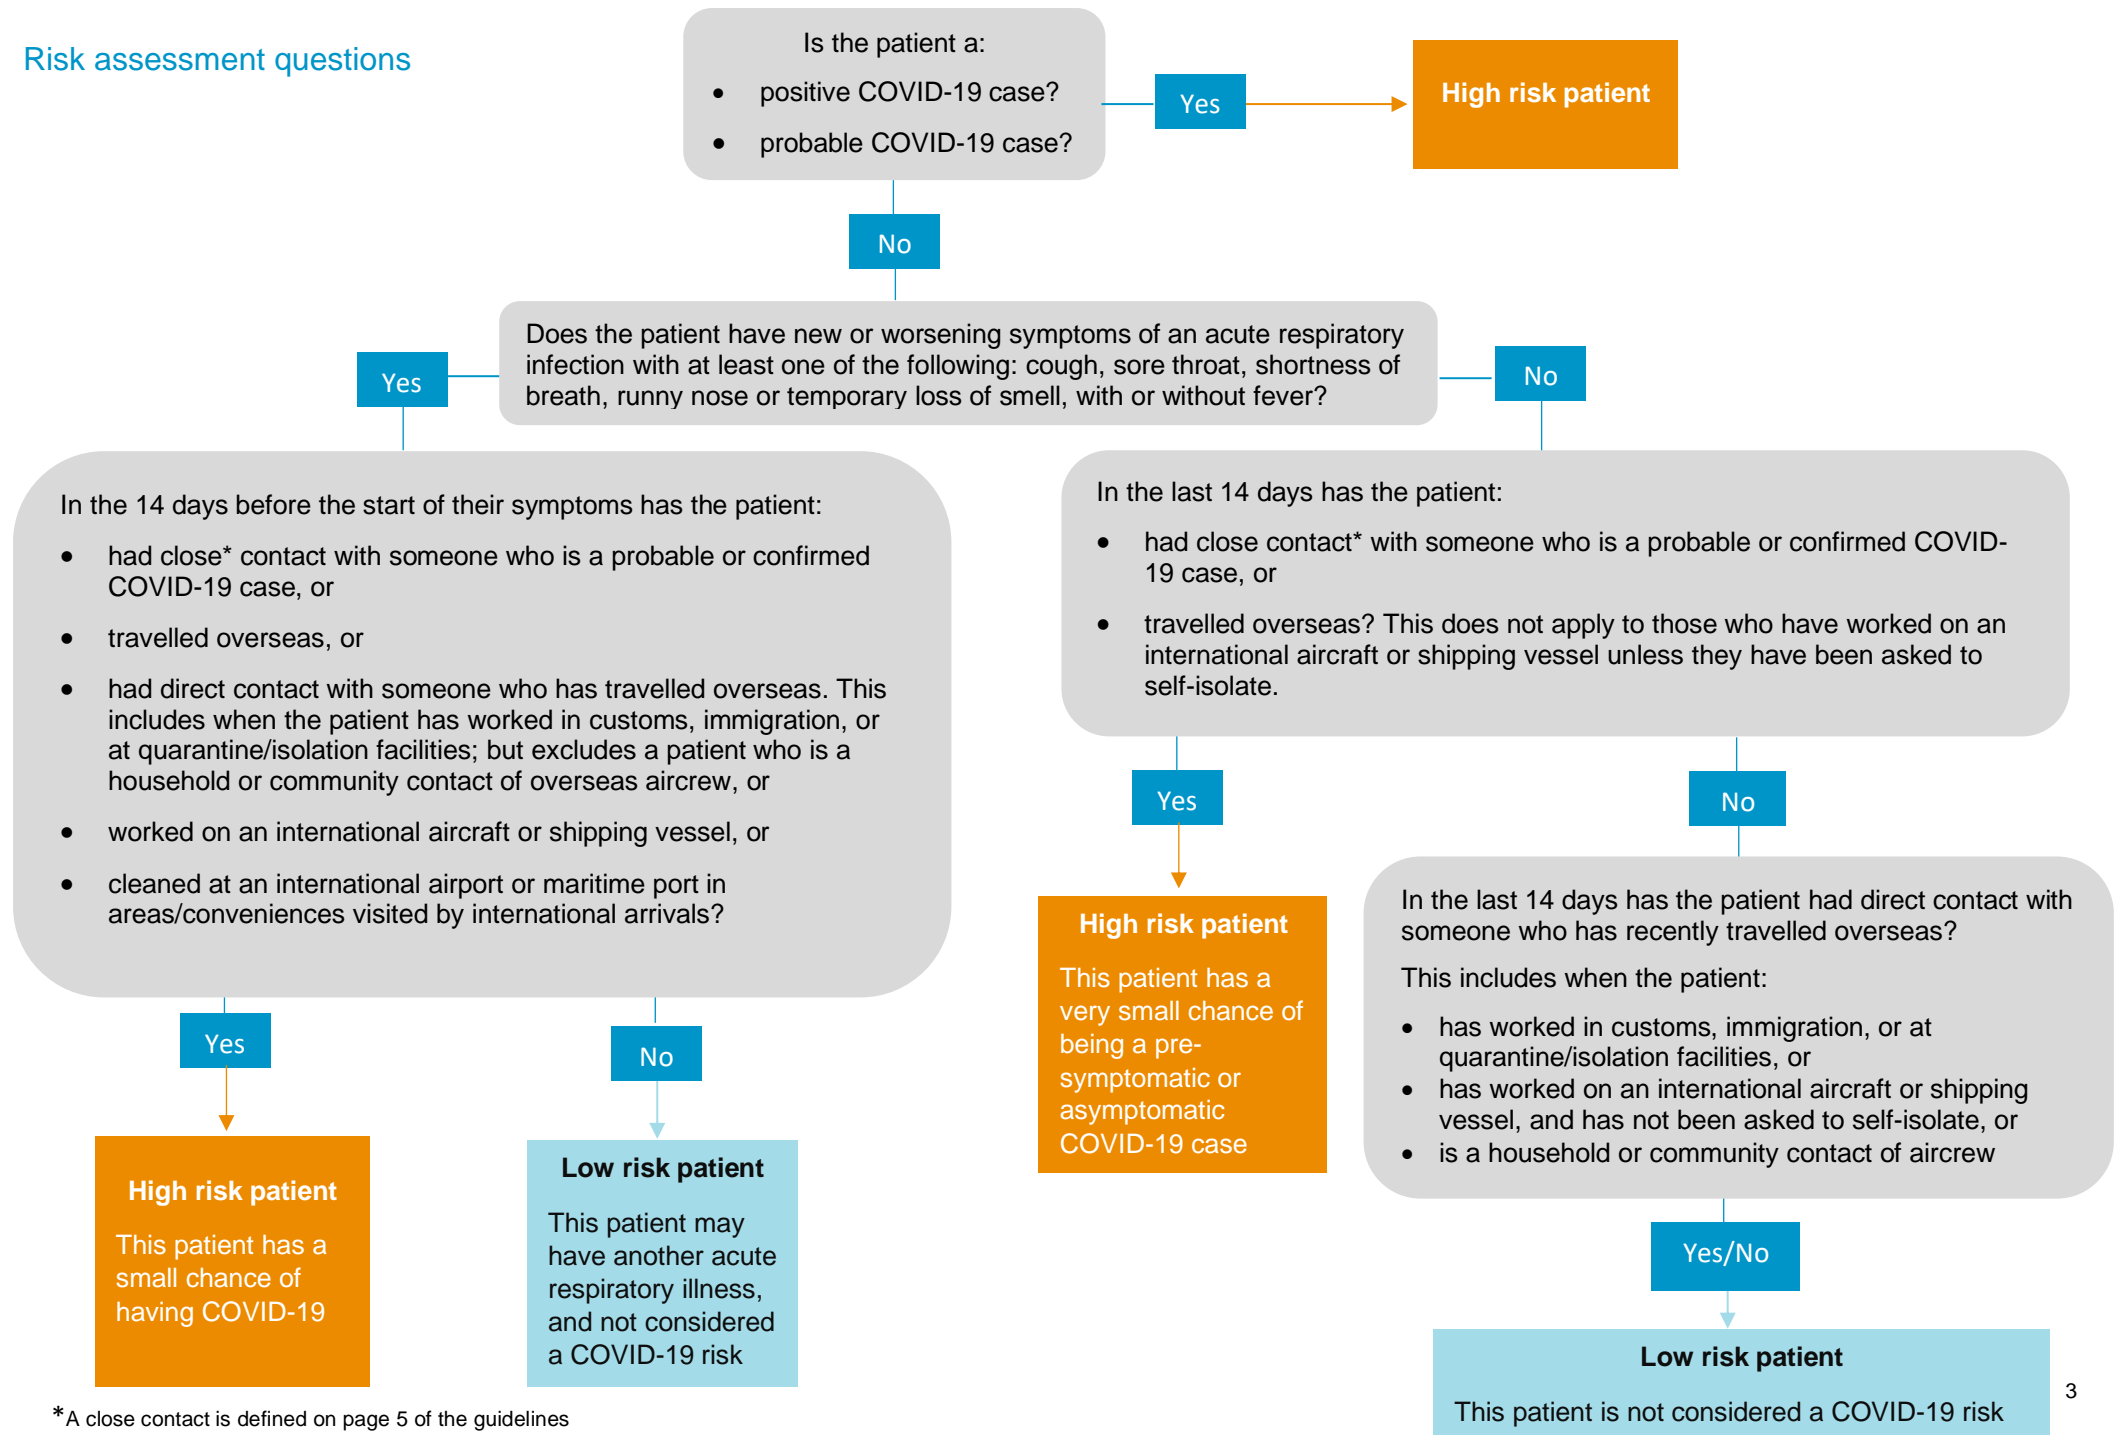 Risk assessment questions
Is the patient a:
• positive COVID-19 case?
• probable COVID-19 case?
Yes
High risk patient
No
Does the patient have new or worsening symptoms of an acute respiratory
infection with at least one of the following: cough, sore throat, shortness of
breath, runny nose or temporary loss of smell, with or without fever?
Yes
No
In the 14 days before the start of their symptoms has the patient:
• had close* contact with someone who is a probable or confirmed
COVID-19 case, or
• travelled overseas, or
• had direct contact with someone who has travelled overseas. This
includes when the patient has worked in customs, immigration, or
at quarantine/isolation facilities; but excludes a patient who is a
household or community contact of overseas aircrew, or
• worked on an international aircraft or shipping vessel, or
• cleaned at an international airport or maritime port in
areas/conveniences visited by international arrivals?
Yes
No
High risk patient
This patient has a
small chance of
having COVID-19
Low risk patient
This patient may
have another acute
respiratory illness,
and not considered
a COVID-19 risk
In the last 14 days has the patient:
• had close contact* with someone who is a probable or confirmed COVID-
19 case, or
• travelled overseas? This does not apply to those who have worked on an
international aircraft or shipping vessel unless they have been asked to
self-isolate.
Yes
No
High risk patient
This patient has a
very small chance of
being a pre-
symptomatic or
asymptomatic
COVID-19 case
In the last 14 days has the patient had direct contact with
someone who has recently travelled overseas?
This includes when the patient:
• has worked in customs, immigration, or at
quarantine/isolation facilities, or
• has worked on an international aircraft or shipping
vessel, and has not been asked to self-isolate, or
• is a household or community contact of aircrew
Yes/No
Low risk patient
This patient is not considered a COVID-19 risk
*A close contact is defined on page 5 of the guidelines
3